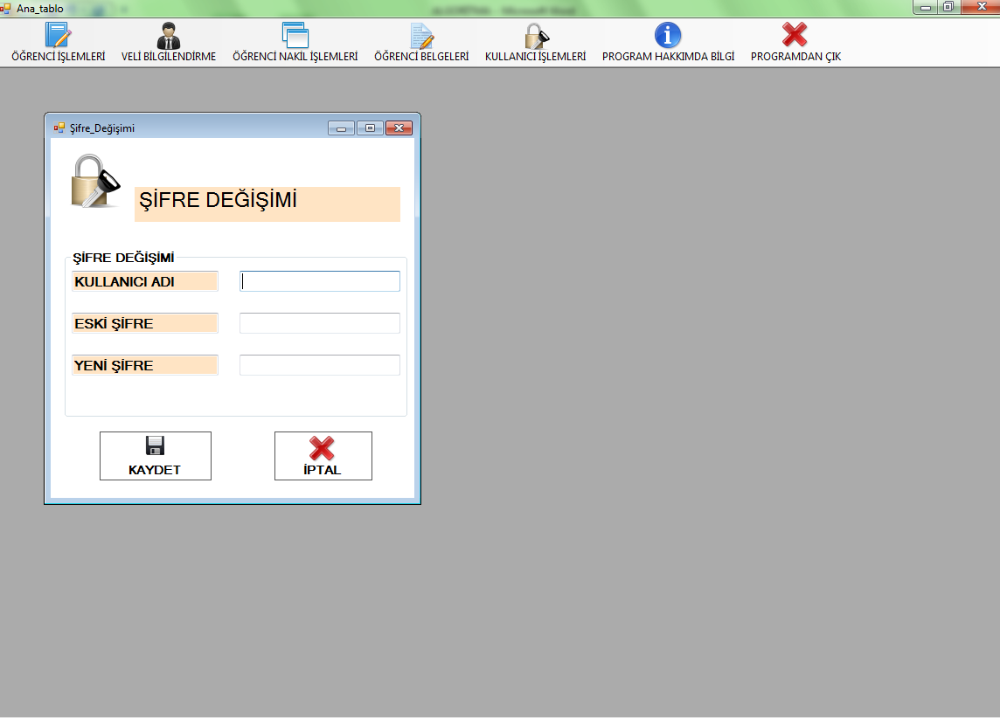 Ana_tablo
ÖĞRENCİ İŞLEMLERİ VELİ BİLGİLENDİRME ÖĞRENCİ NAKİL İŞLEMLERİ ÖĞRENCİ BELGELERİ KULLANICI İŞLEMLERİ PROGRAM HAKKIMDA BİLGİ PROGRAMDAN ÇIK
Şifre_Değişimi
ŞİFRE DEĞİŞİMİ
ŞİFRE DEĞİŞİMİ
KULLANICI ADI
ESKİ ŞİFRE
YENİ ŞİFRE
KAYDET İPTAL